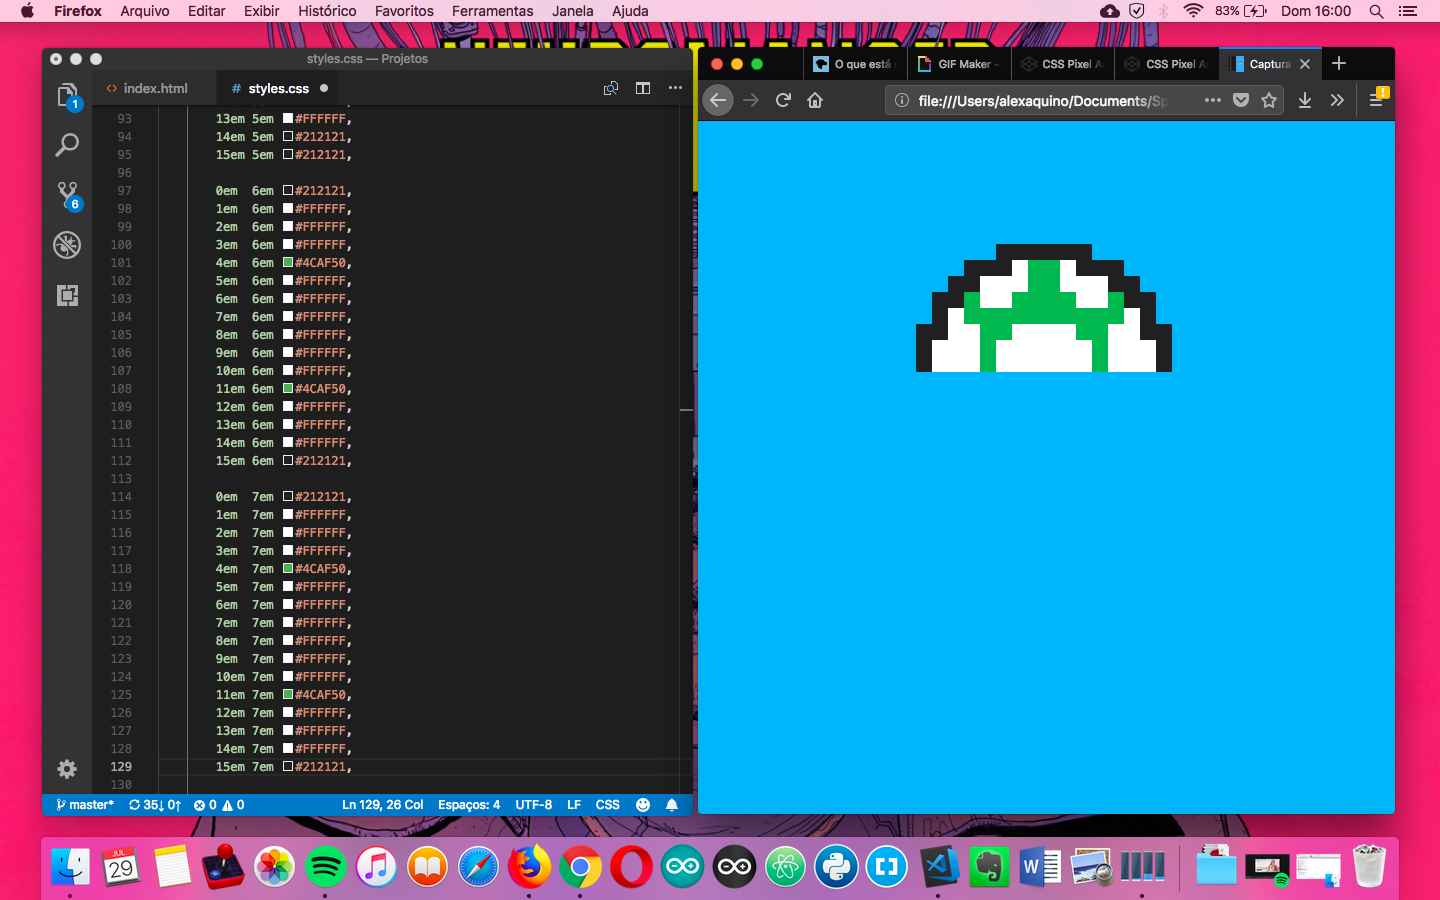 Firefox Arquivo Editar Exibir Histórico Favoritos Ferramentas Janela Ajuda 83% Dom 16:00
styles.css — Projetos
index.html # styles.css
93 13em 5em #FFFFFF,
94 14em 5em #212121,
95 15em 5em #212121,
96
97 0em 6em #212121,
98 1em 6em #FFFFFF,
99 2em 6em #FFFFFF,
100 3em 6em #FFFFFF,
101 4em 6em #4CAF50,
102 5em 6em #FFFFFF,
103 6em 6em #FFFFFF,
104 7em 6em #FFFFFF,
105 8em 6em #FFFFFF,
106 9em 6em #FFFFFF,
107 10em 6em #FFFFFF,
108 11em 6em #4CAF50,
109 12em 6em #FFFFFF,
110 13em 6em #FFFFFF,
111 14em 6em #FFFFFF,
112 15em 6em #212121,
113
114 0em 7em #212121,
115 1em 7em #FFFFFF,
116 2em 7em #FFFFFF,
117 3em 7em #FFFFFF,
118 4em 7em #4CAF50,
119 5em 7em #FFFFFF,
120 6em 7em #FFFFFF,
121 7em 7em #FFFFFF,
122 8em 7em #FFFFFF,
123 9em 7em #FFFFFF,
124 10em 7em #FFFFFF,
125 11em 7em #4CAF50,
126 12em 7em #FFFFFF,
127 13em 7em #FFFFFF,
128 14em 7em #FFFFFF,
129 15em 7em #212121,
130
1
6
master* 35↓ 0↑ 0 0 Ln 129, 26 Col Espaços: 4 UTF-8 LF CSS
O que está GIF Maker - CSS Pixel A CSS Pixel A Captura
file:///Users/alexaquino/Documents/Sp
JUL
29